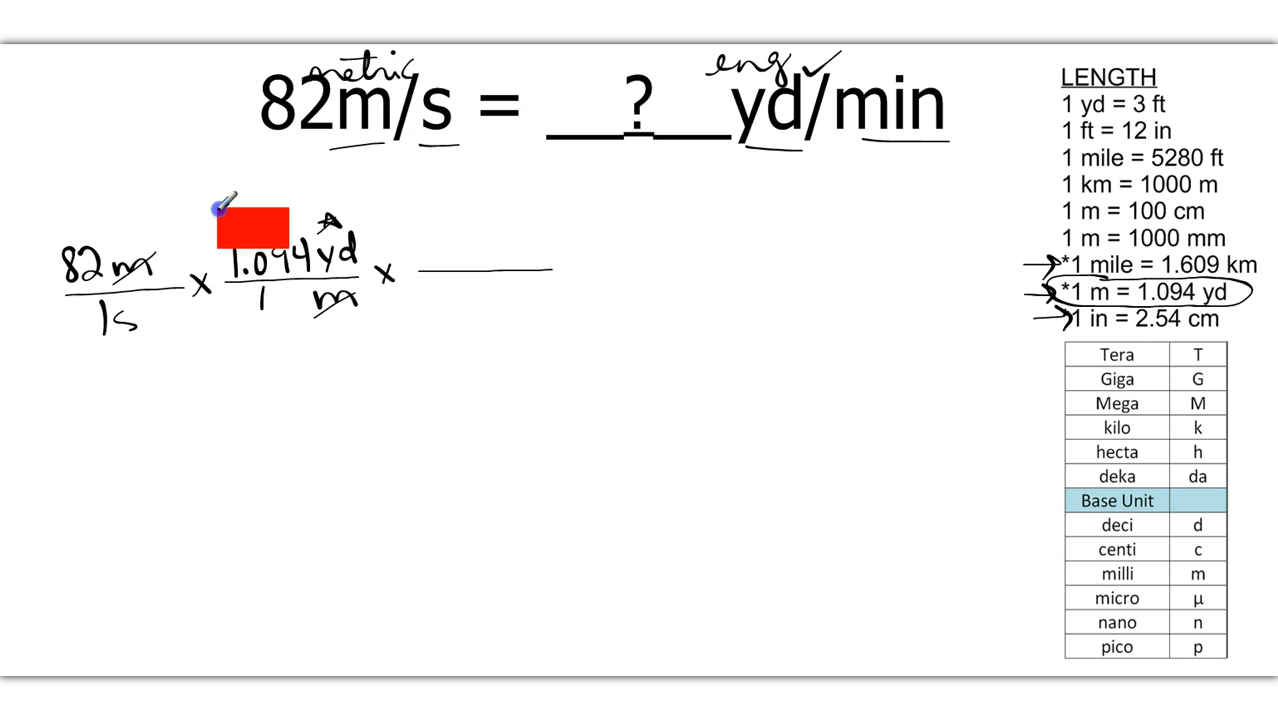 metric eng ✓
82m/s = ___?___yd/min
82 m × 1.094 yd ×
1s 1 m
LENGTH
1 yd = 3 ft
1 ft = 12 in
1 mile = 5280 ft
1 km = 1000 m
1 m = 100 cm
1 m = 1000 mm
*1 mile = 1.609 km
*1 m = 1.094 yd
*1 in = 2.54 cm
Tera T
Giga G
Mega M
kilo k
hecta h
deka da
Base Unit
deci d
centi c
milli m
micro µ
nano n
pico p